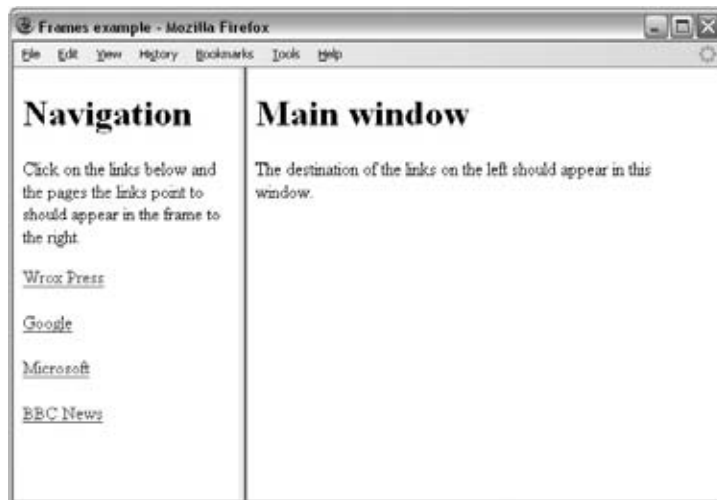 Frames example - Mozilla Firefox
File Edit View History Bookmarks Tools Help
Navigation
Click on the links below and
the pages the links point to
should appear in the frame to
the right.
Wrox Press
Google
Microsoft
BBC News
Main window
The destination of the links on the left should appear in this
window.